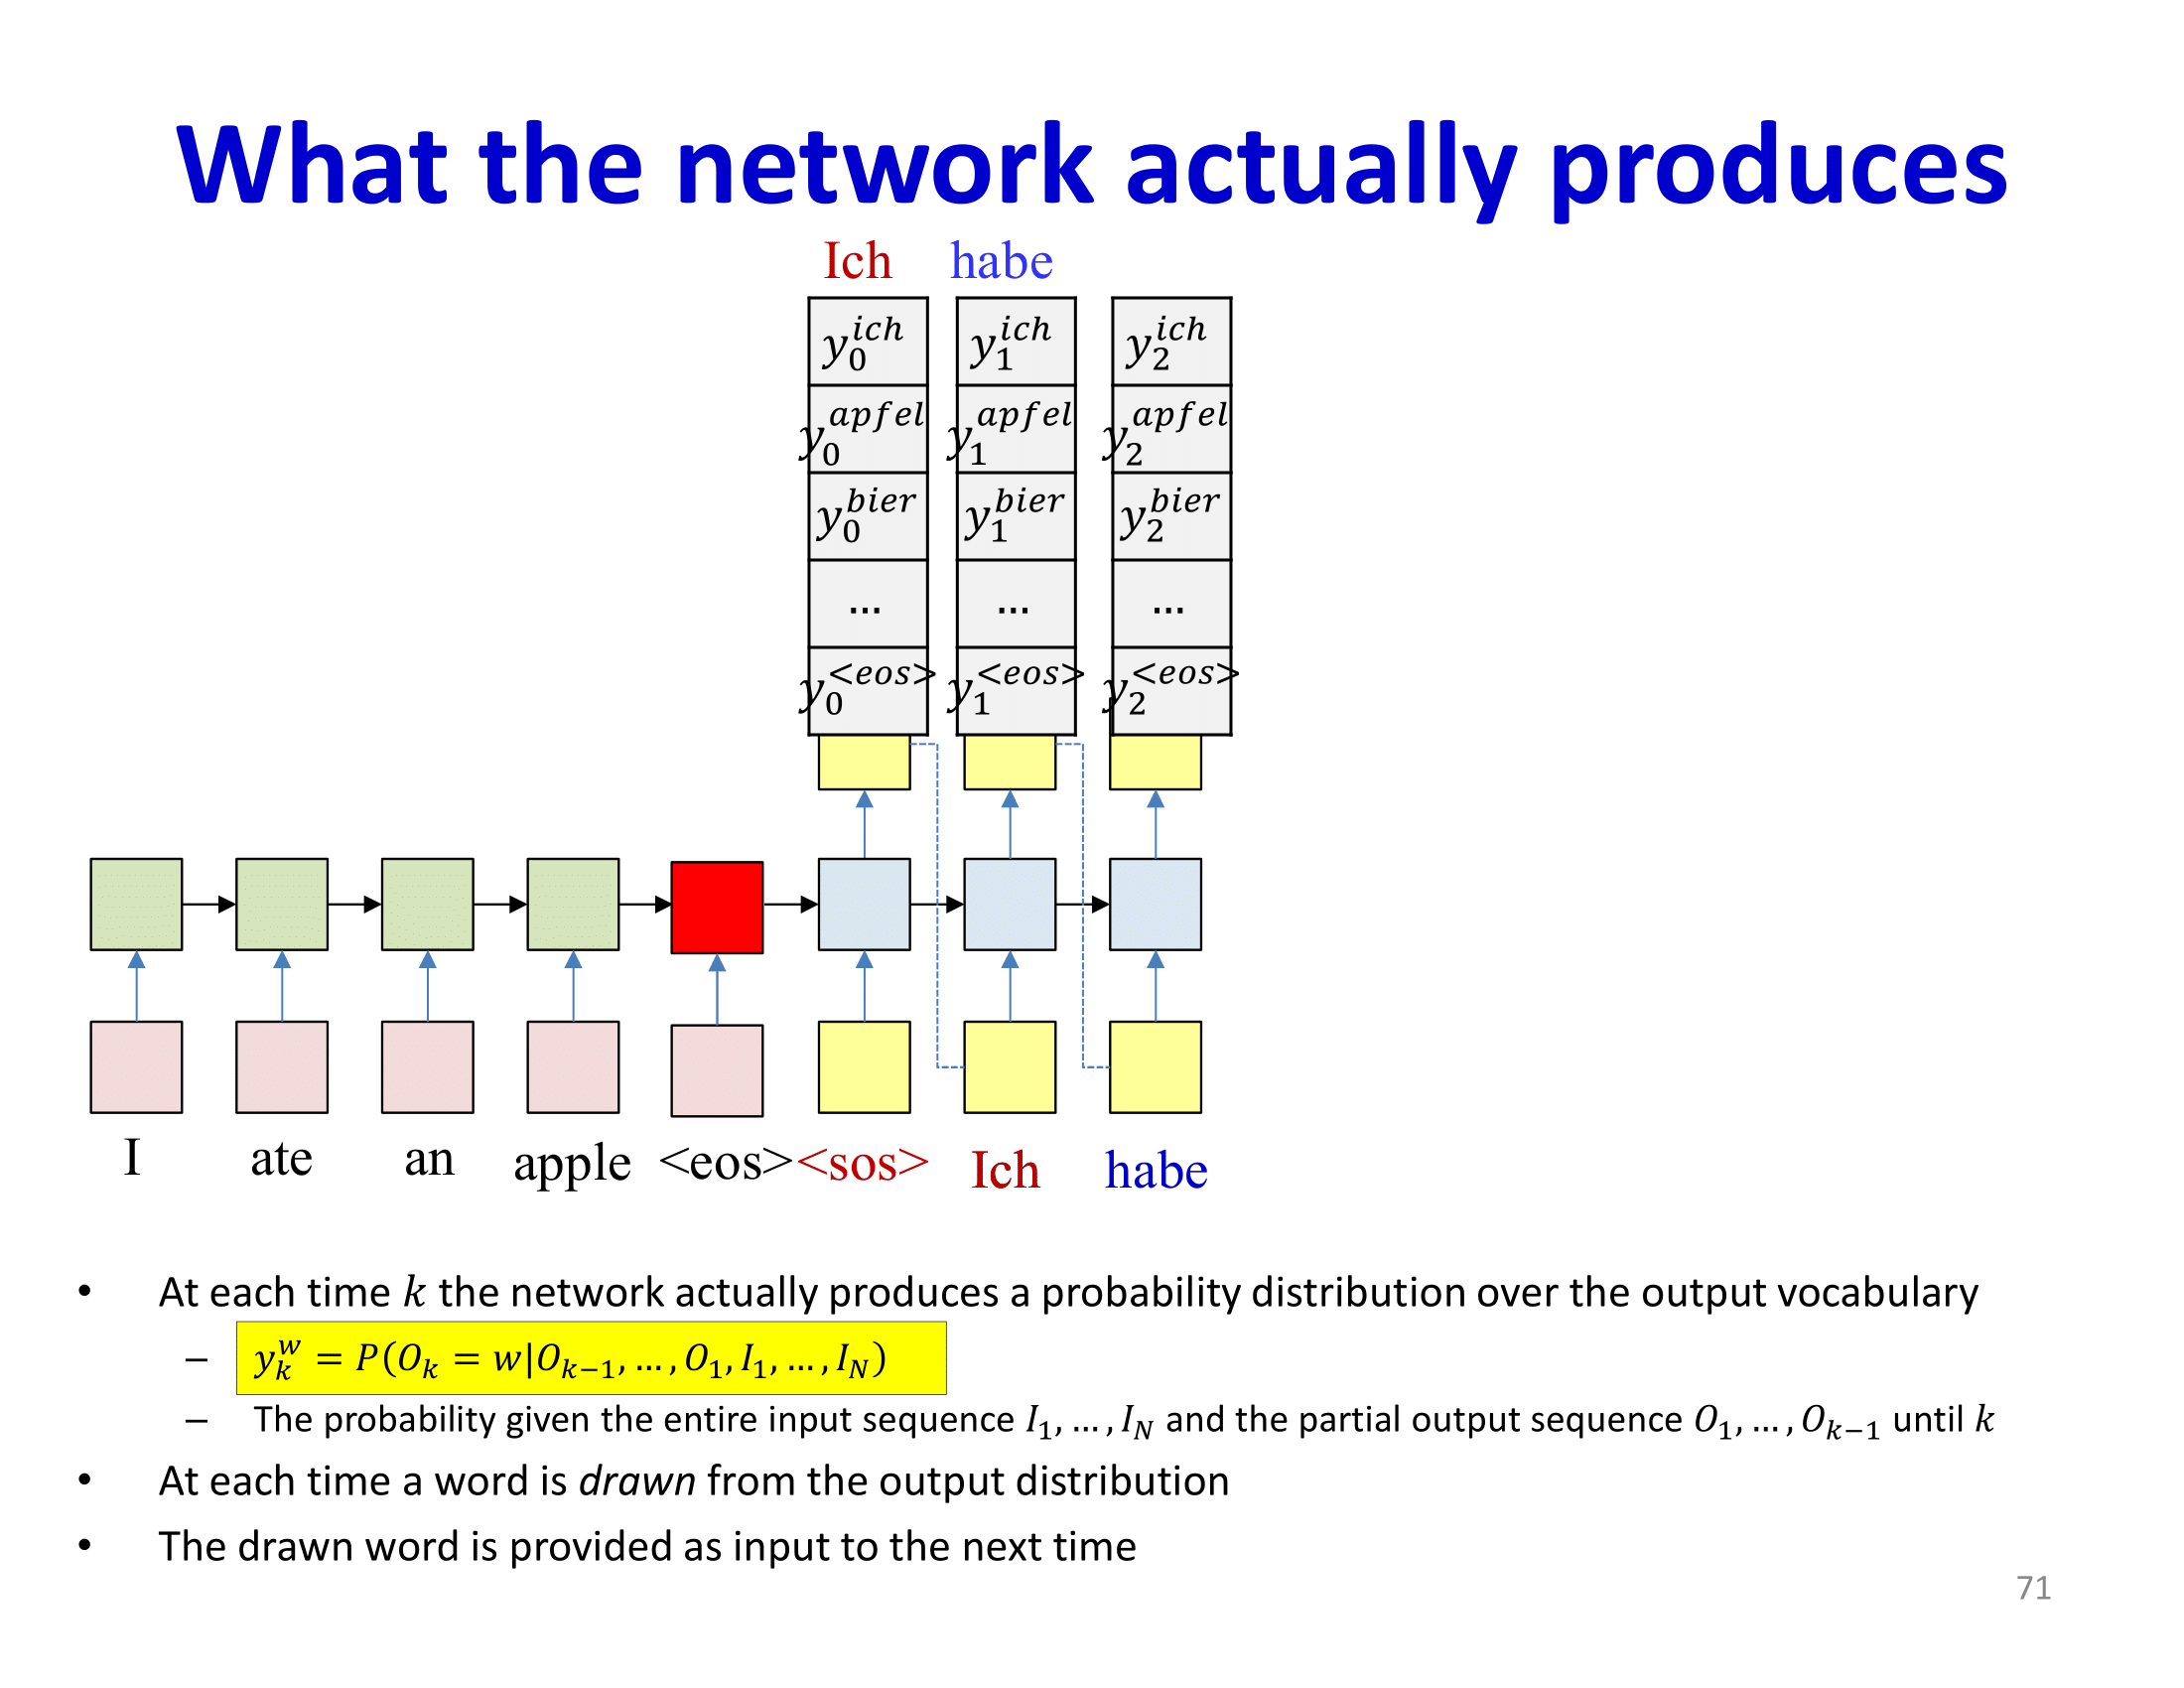 What the network actually produces
Ich habe
y_0^{ich} y_1^{ich} y_2^{ich}
y_0^{apfel} y_1^{apfel} y_2^{apfel}
y_0^{bier} y_1^{bier} y_2^{bier}
... ... ...
y_0^{<eos>} y_1^{<eos>} y_2^{<eos>}
I ate an apple <eos> <sos> Ich habe
• At each time k the network actually produces a probability distribution over the output vocabulary
– y_k^w = P(O_k = w|O_{k−1}, … , O_1, I_1, … , I_N)
– The probability given the entire input sequence I_1, … , I_N and the partial output sequence O_1, … , O_{k−1} until k
• At each time a word is drawn from the output distribution
• The drawn word is provided as input to the next time
71